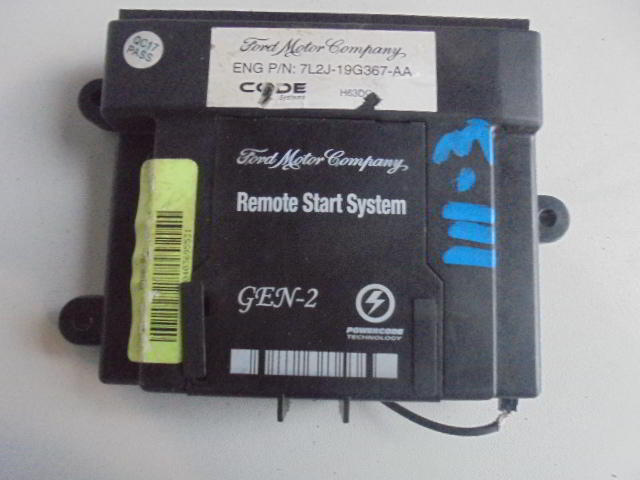 QC17
PASS
Ford Motor Company
ENG P/N: 7L2J-19G367-AA
CODE
Systems
H63DC
Ford Motor Company
Remote Start System
GEN-2
POWERCODE
TECHNOLOGY